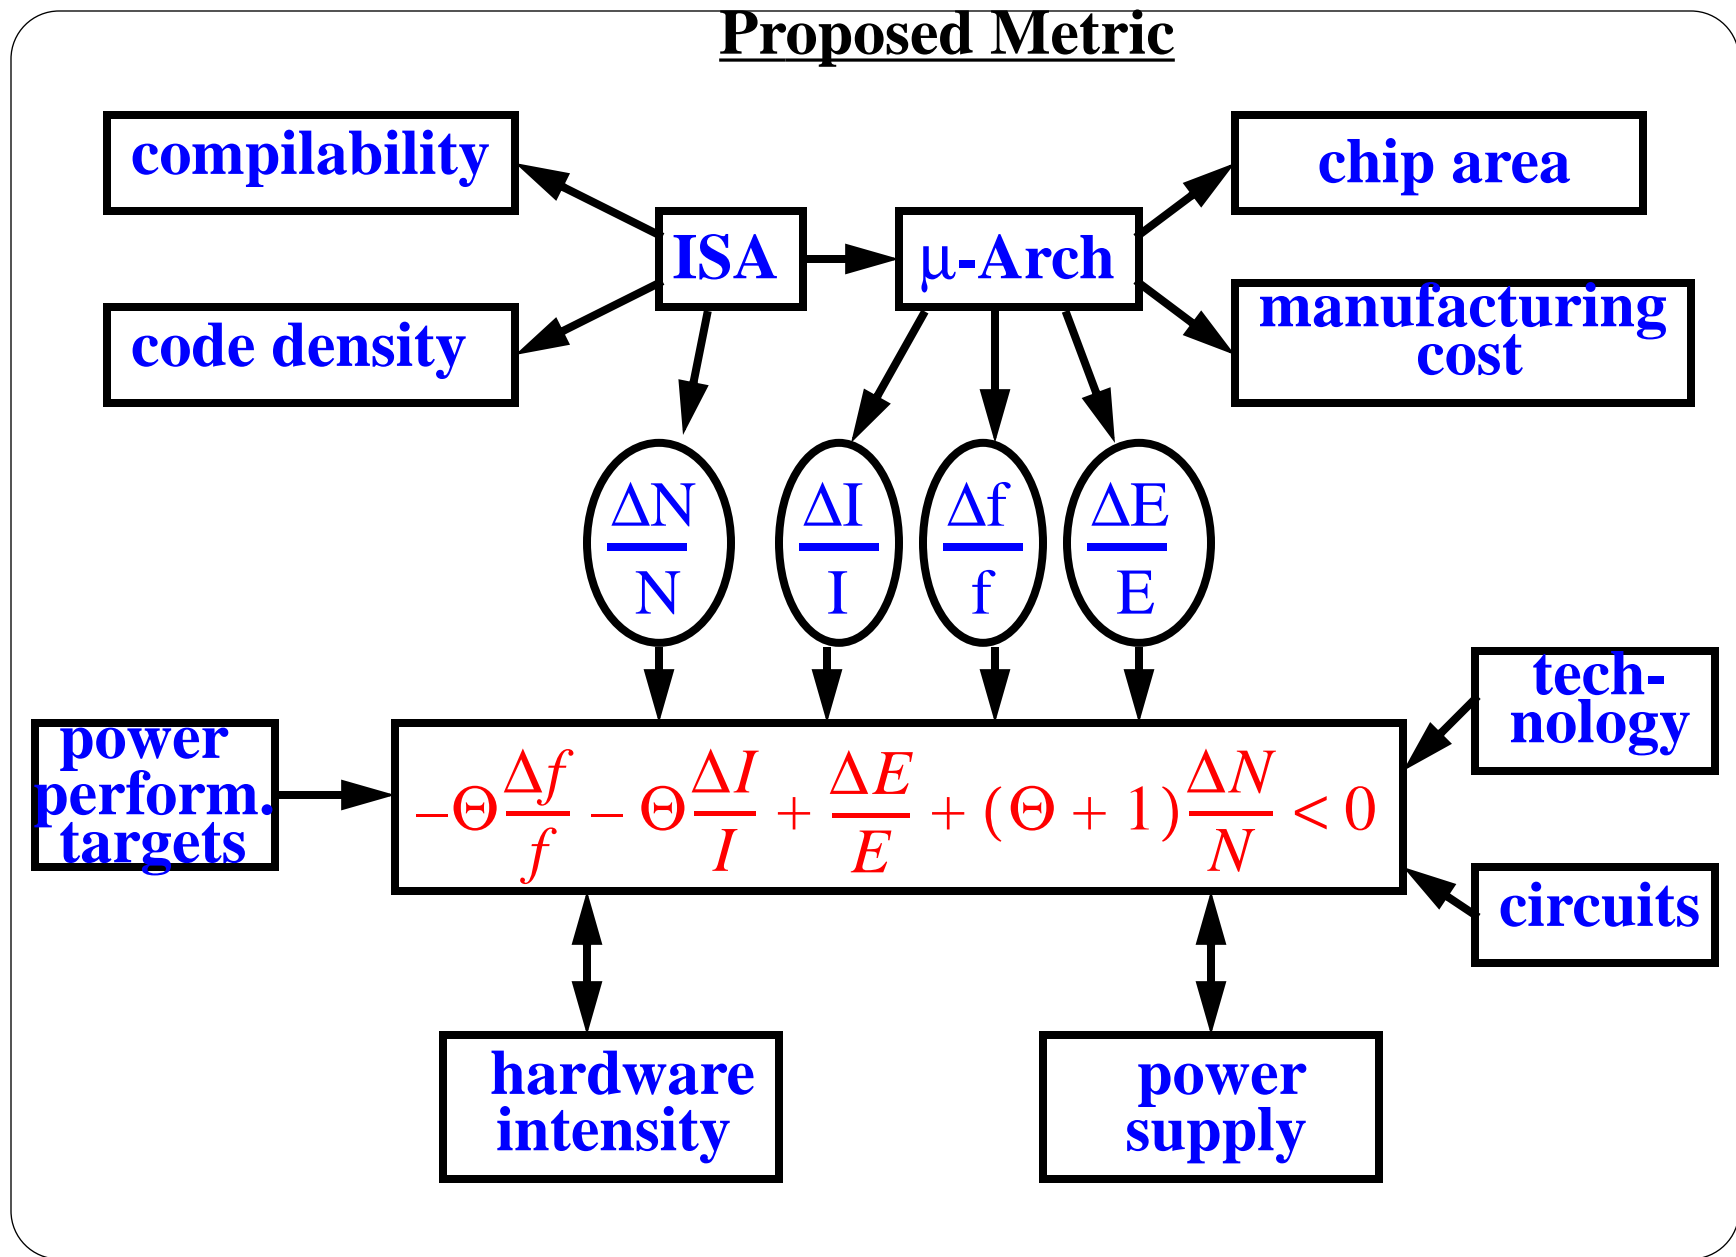 Proposed Metric
compilability
chip area
ISA
μ-Arch
manufacturing
cost
code density
ΔN
N
ΔI
I
Δf
f
ΔE
E
tech-
nology
power
perform.
targets
−Θ Δf/f − Θ ΔI/I + ΔE/E + (Θ + 1) ΔN/N < 0
circuits
hardware
intensity
power
supply